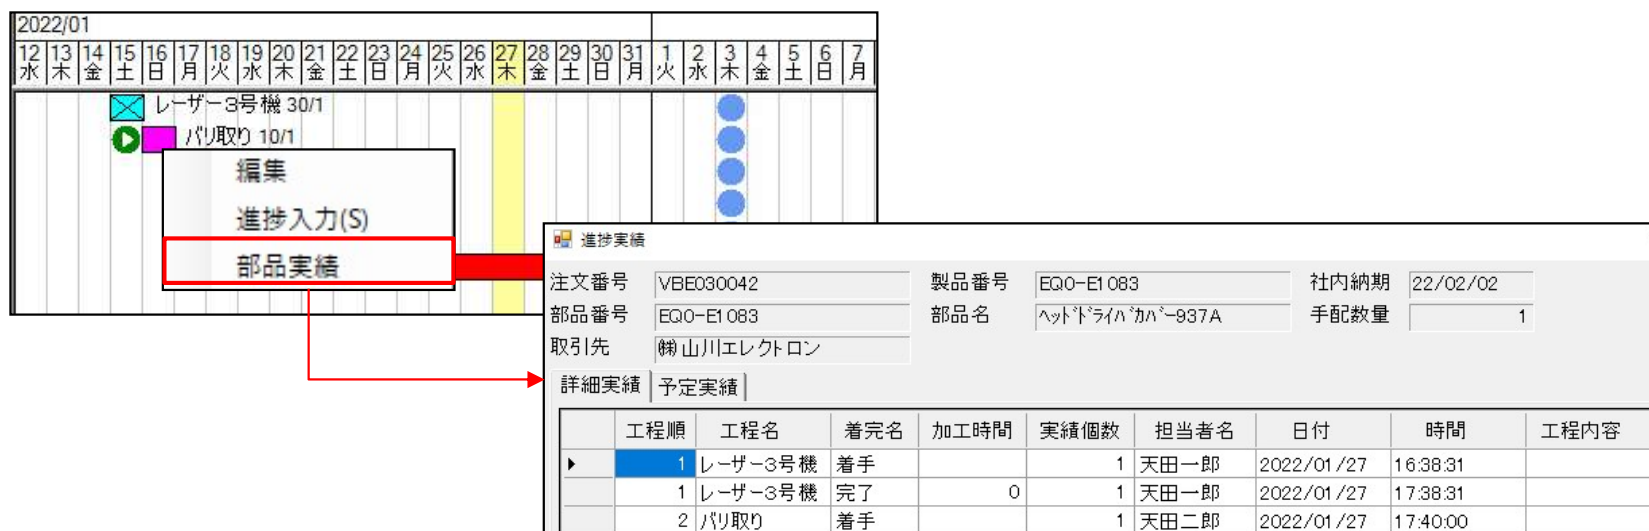 2022/01
12 13 14 15 16 17 18 19 20 21 22 23 24 25 26 27 28 29 30 31 1 2 3 4 5 6 7
水 木 金 土 日 月 火 水 木 金 土 日 月 火 水 木 金 土 日 月 火 水 木 金 土 日 月
レーザー3号機 30/1
バリ取り 10/1
編集
進捗入力(S)
部品実績
進捗実績
注文番号 VBE030042 製品番号 EQ0-E1083 社内納期 22/02/02
部品番号 EQ0-E1083 部品名 ﾍｯﾄﾞﾄﾞﾗｲﾊﾞｶﾊﾞｰ937A 手配数量 1
取引先 ㈱山川エレクトロン
詳細実績 予定実績
工程順 工程名 着完名 加工時間 実績個数 担当者名 日付 時間 工程内容
1 レーザー3号機 着手 1 天田一郎 2022/01/27 16:38:31
1 レーザー3号機 完了 0 1 天田一郎 2022/01/27 17:38:31
2 バリ取り 着手 1 天田二郎 2022/01/27 17:40:00